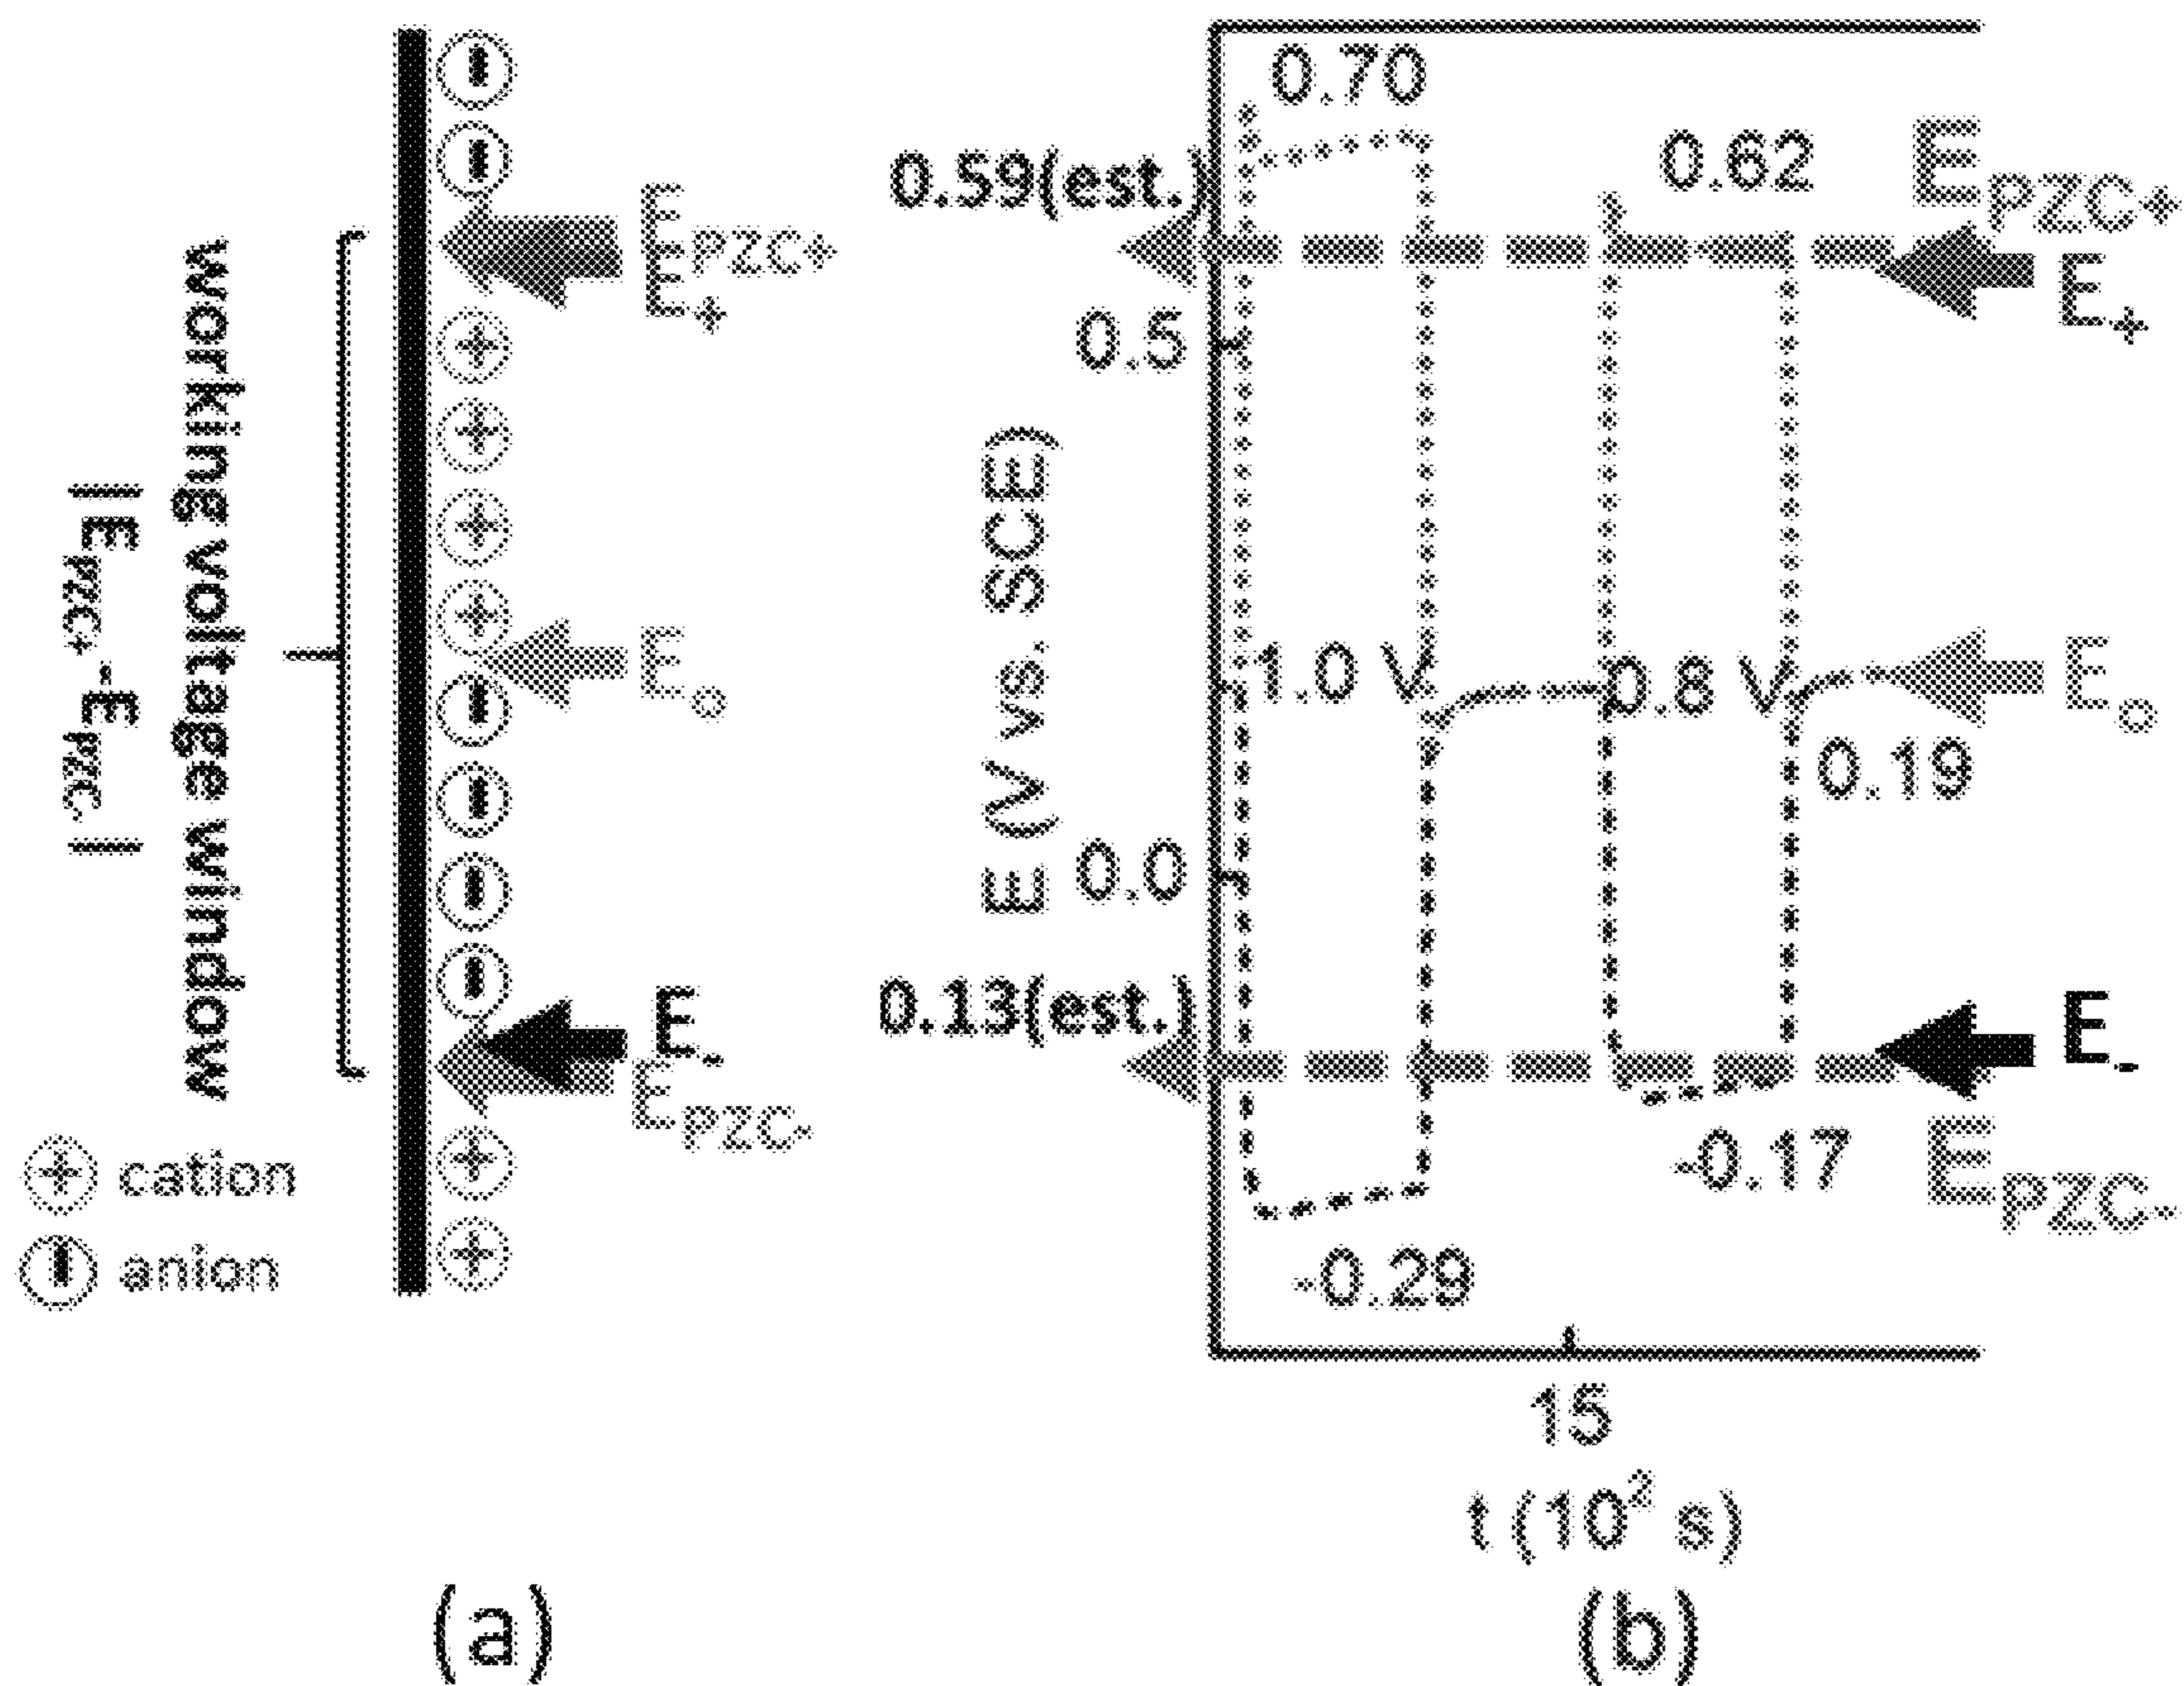 working voltage window
|E_PZC+-E_PZC-|
E_PZC+
E_+
E_o
E_-
E_PZC-
+ cation
- anion
(a)
0.70
0.59(est.)
0.62
E_PZC+
E_+
0.5
E (V vs. SCE)
1.0 V
0.8 V
E_o
0.19
0.0
0.13(est.)
E_-
-0.17
E_PZC-
-0.29
15
t (10² s)
(b)